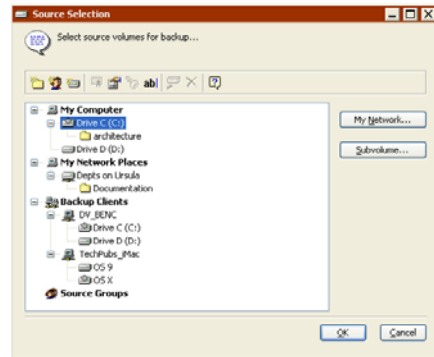 Source Selection
Select source volumes for backup...
ab
My Computer
Drive C (C:)
architecture
Drive D (D:)
My Network Places
Depts on Ursula
Documentation
Backup Clients
DV_BENC
Drive C (C:)
Drive D (D:)
TechPubs_iMac
OS 9
OS X
Source Groups
My Network...
Subvolume...
OK
Cancel